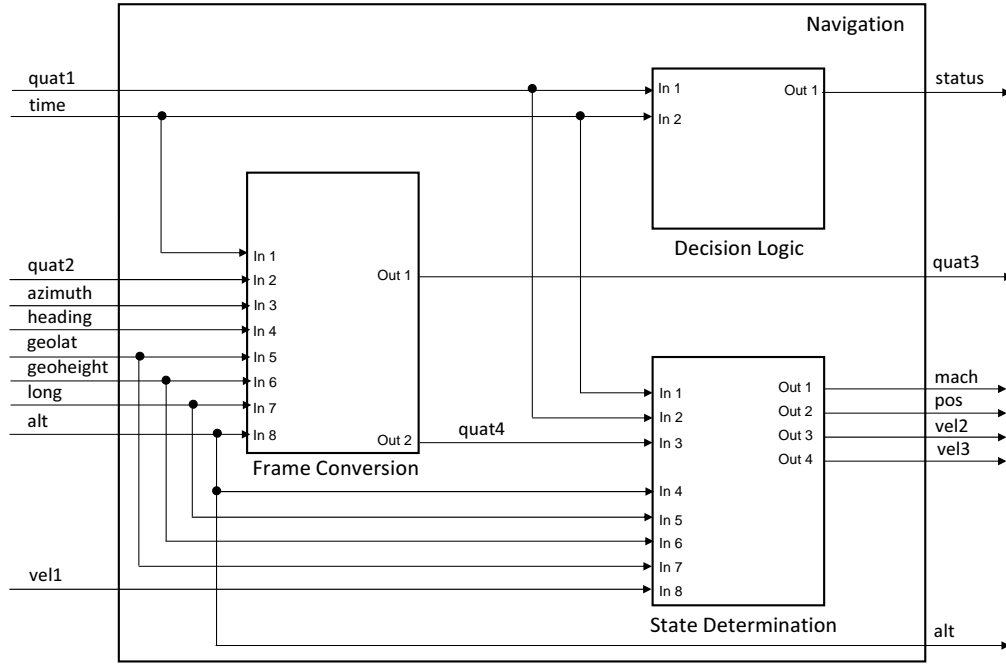 Navigation
quat1
time
In 1
In 2
Out 1
status
Decision Logic
quat2
azimuth
heading
geolat
geoheight
long
alt
In 1
In 2
In 3
In 4
In 5
In 6
In 7
In 8
Out 1
Out 2
Frame Conversion
quat3
quat4
In 1
In 2
In 3
In 4
In 5
In 6
In 7
In 8
Out 1
Out 2
Out 3
Out 4
mach
pos
vel2
vel3
vel1
State Determination
alt